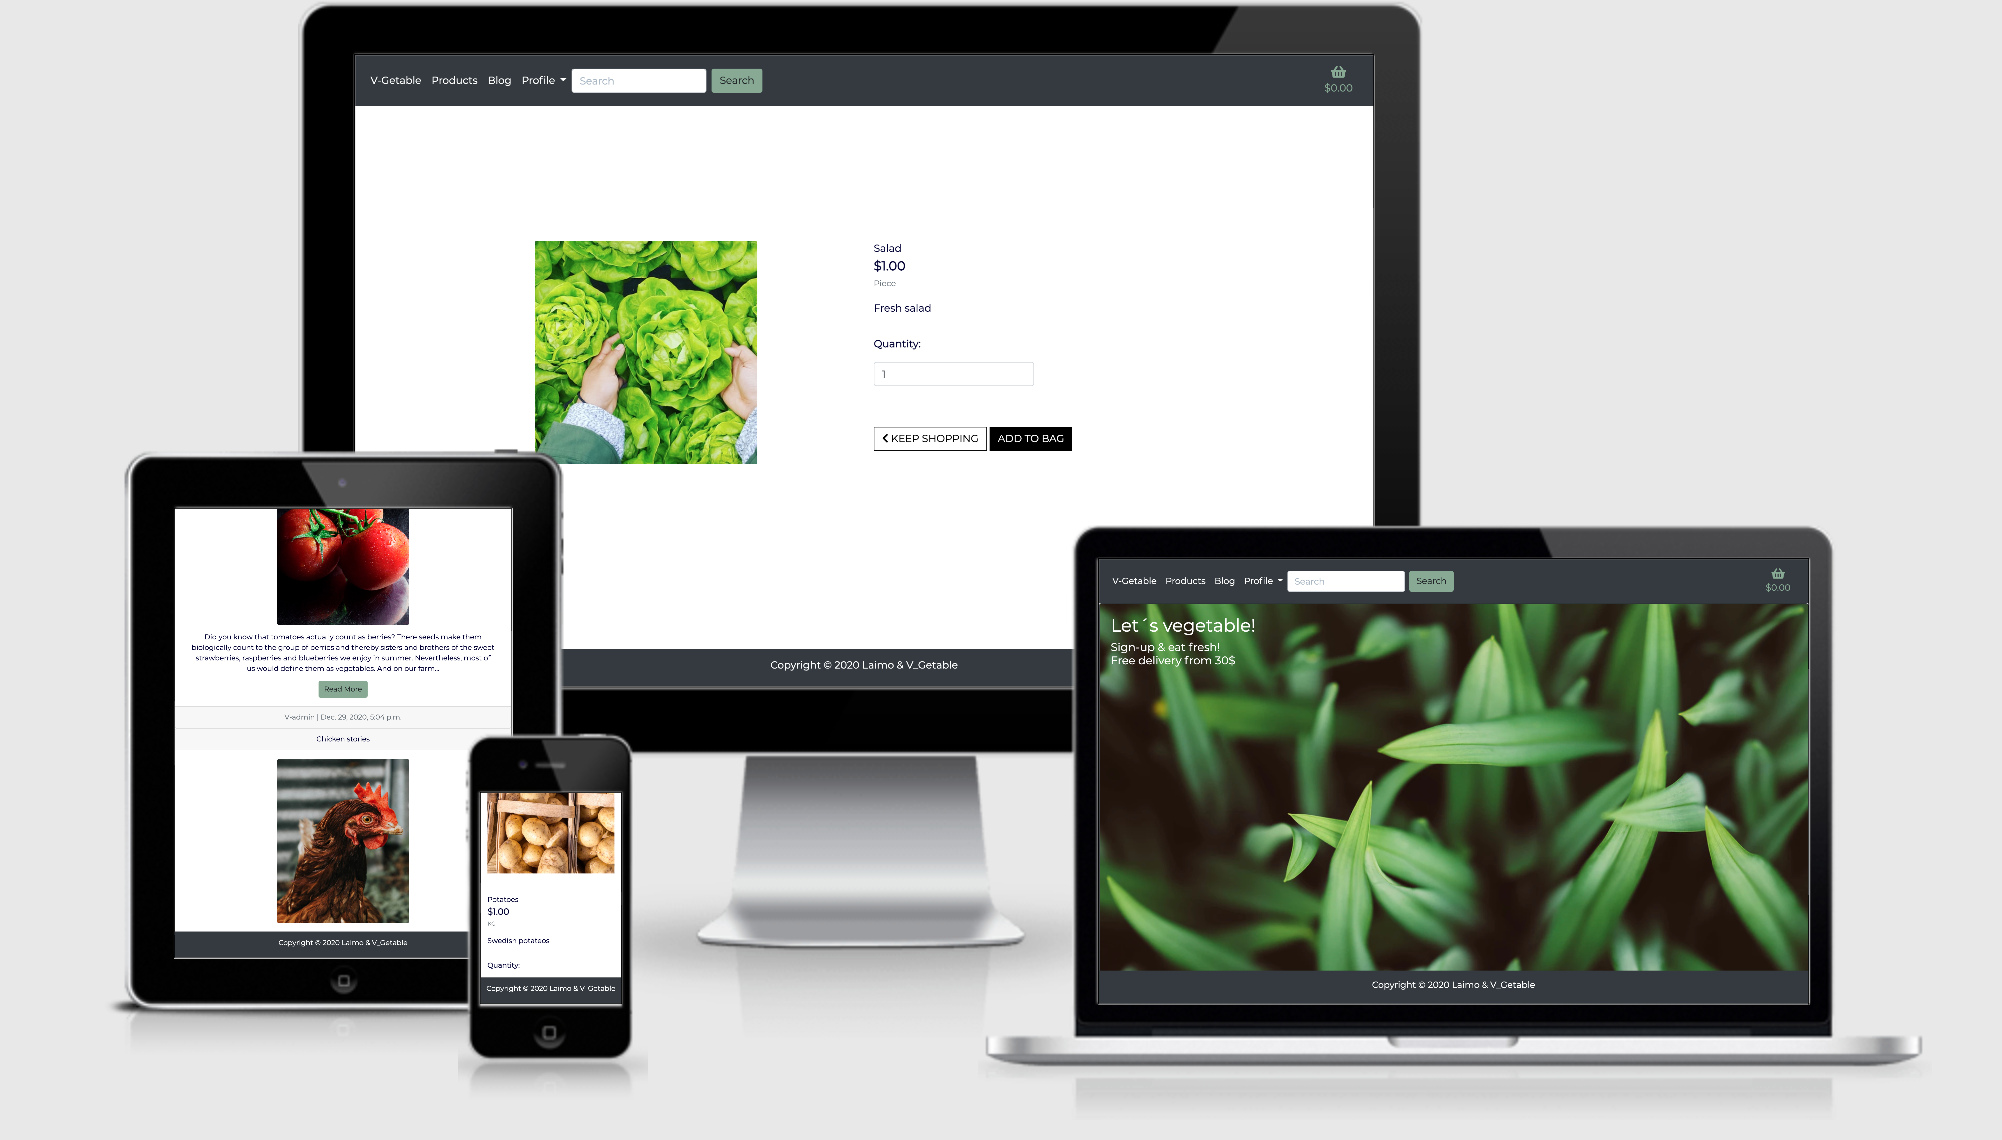 V-Getable Products Blog Profile Search Search
$0.00
Salad
$1.00
Piece
Fresh salad
Quantity:
1
KEEP SHOPPING ADD TO BAG
Copyright © 2020 Laimo & V_Getable
Did you know that tomatoes actually count as berries? There seeds make them
biologically count to the group of berries and thereby sisters and brothers of the sweet
strawberries, raspberries and blueberries we enjoy in summer. Nevertheless, most of
us would define them as vegetables. And on our farm...
Read More
V-admin | Dec. 29, 2020, 5:04 p.m.
Chicken stories
Copyright © 2020 Laimo & V_Getable
Potatoes
$1.00
Swedish potateos
Quantity:
Copyright © 2020 Laimo & V_Getable
V-Getable Products Blog Profile Search Search
$0.00
Let´s vegetable!
Sign-up & eat fresh!
Free delivery from 30$
Copyright © 2020 Laimo & V_Getable